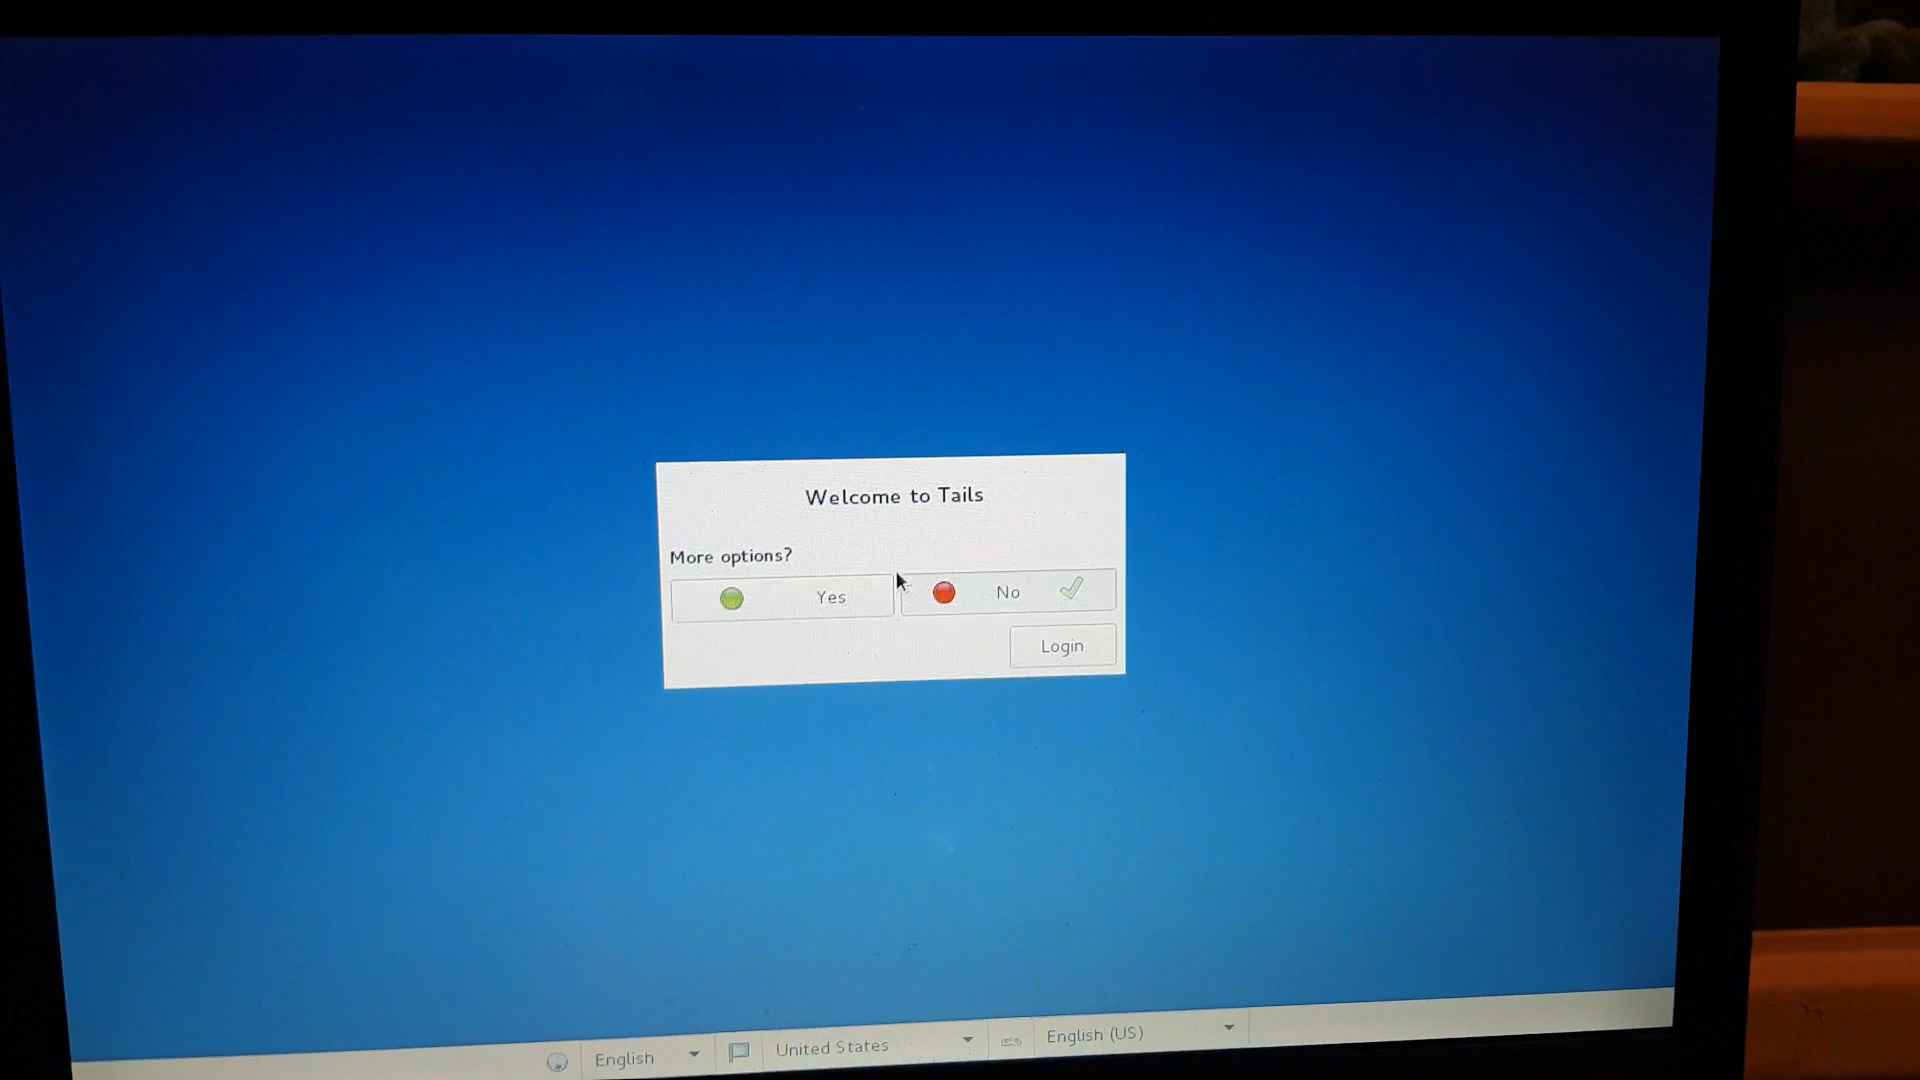 Welcome to Tails
More options?
Yes No
Login
English United States English (US)